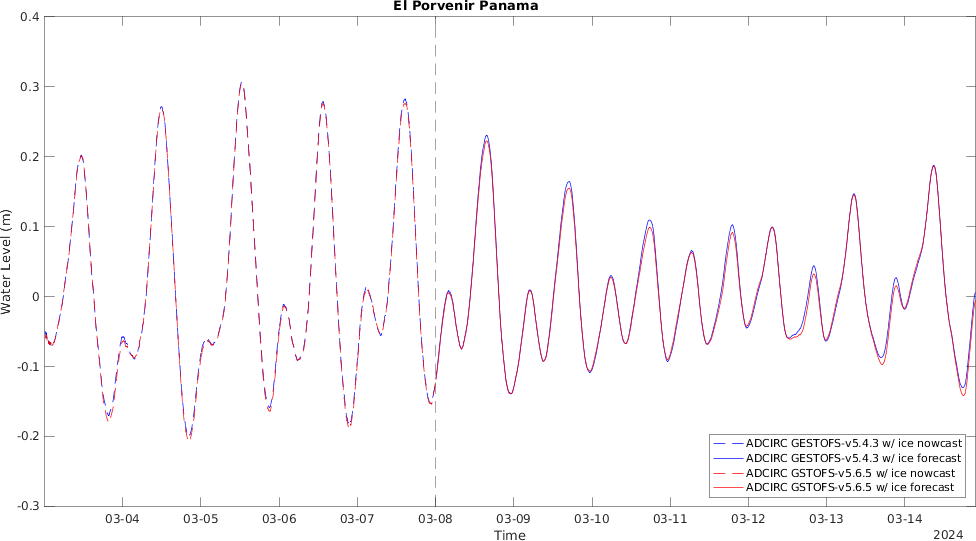 El Porvenir Panama
0.4
0.3
0.2
0.1
0
-0.1
-0.2
-0.3
Water Level (m)
03-04 03-05 03-06 03-07 03-08 03-09 03-10 03-11 03-12 03-13 03-14
Time
2024
ADCIRC GESTOFS-v5.4.3 w/ ice nowcast
ADCIRC GESTOFS-v5.4.3 w/ ice forecast
ADCIRC GSTOFS-v5.6.5 w/ ice nowcast
ADCIRC GSTOFS-v5.6.5 w/ ice forecast